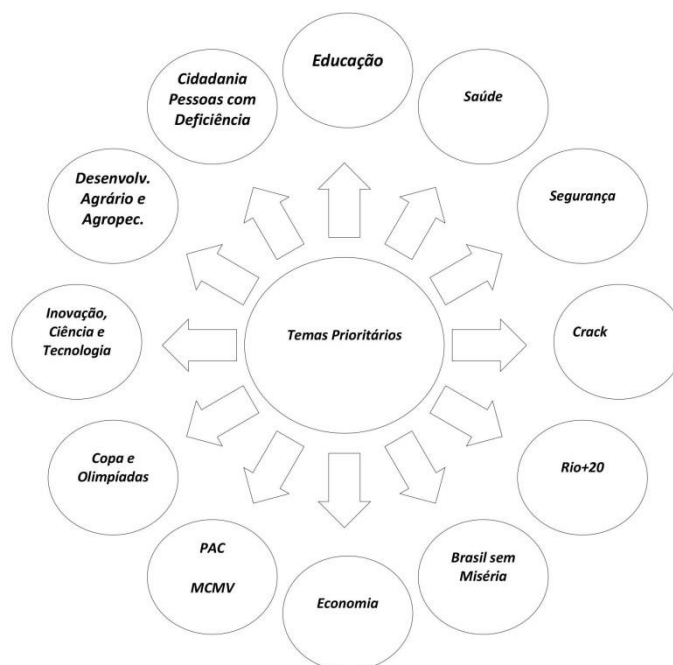 Educação
Saúde
Segurança
Crack
Rio+20
Brasil sem
Miséria
Economia
PAC
MCMV
Copa e
Olimpíadas
Inovação,
Ciência e
Tecnologia
Desenvolv.
Agrário e
Agropec.
Cidadania
Pessoas com
Deficiência
Temas Prioritários